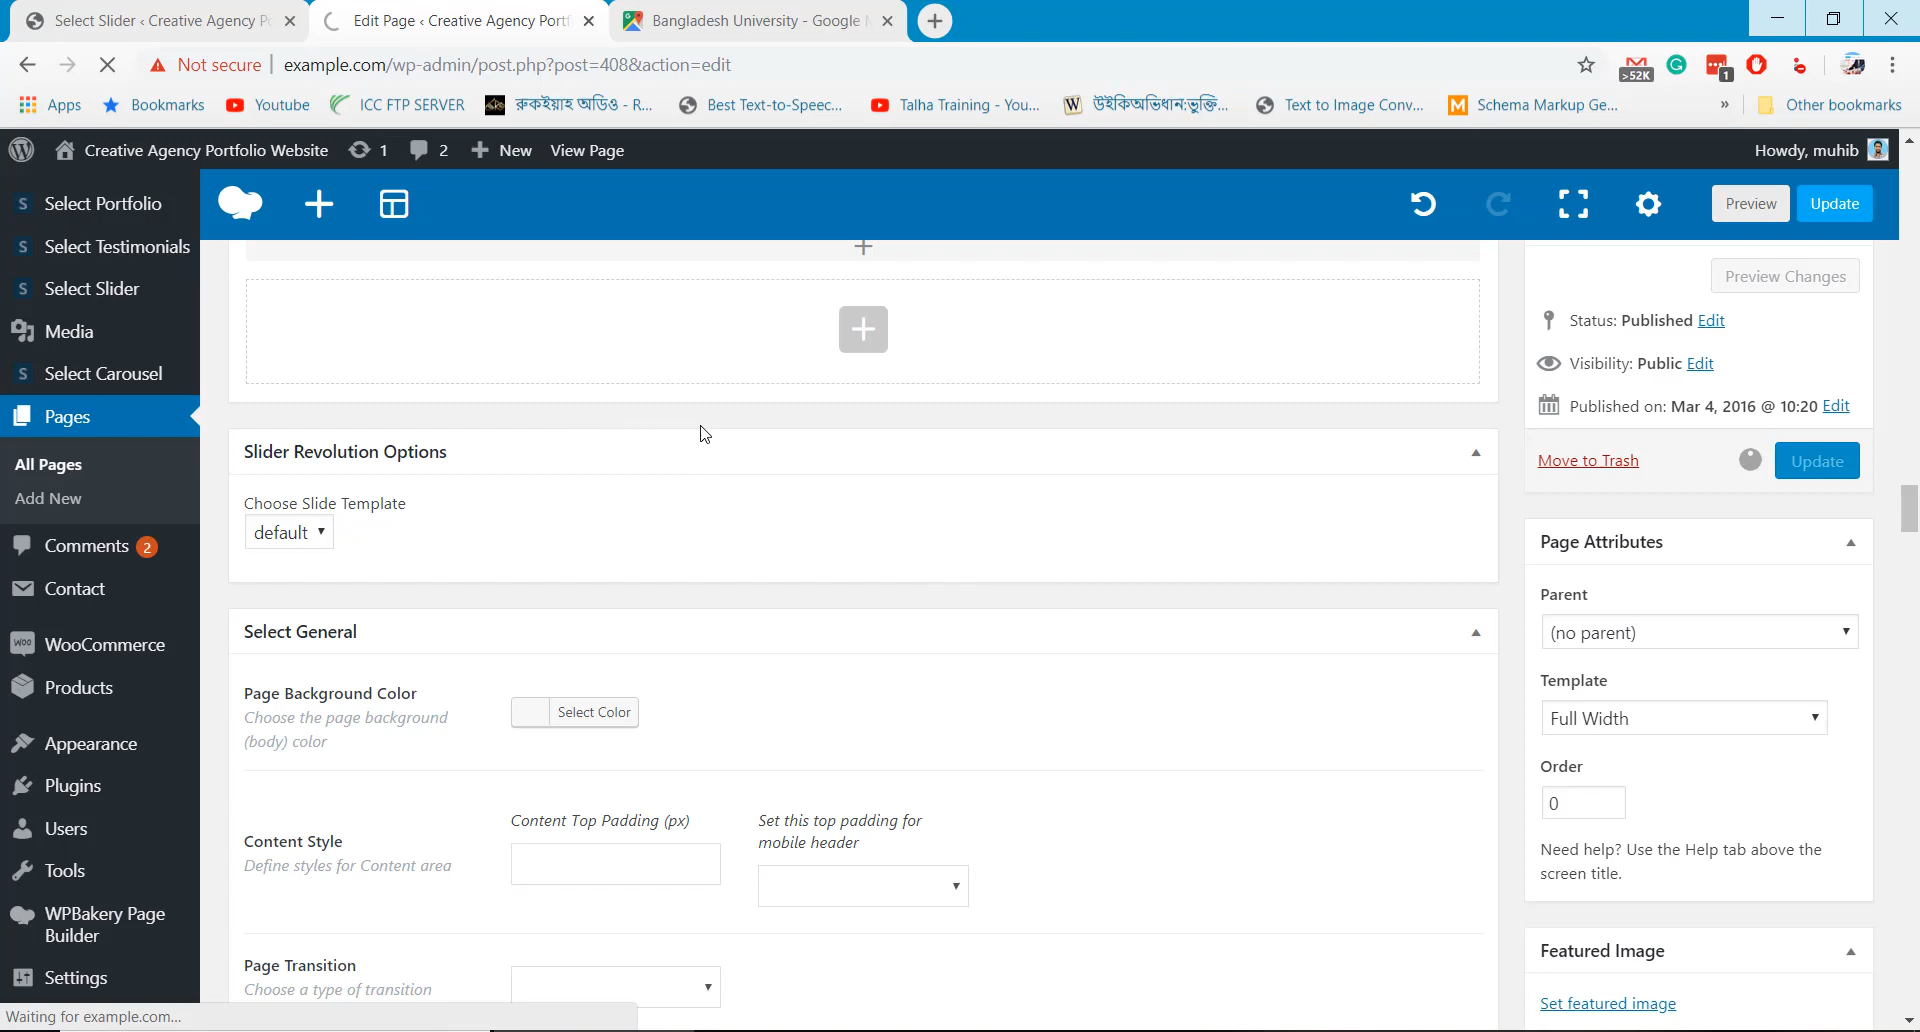 Select Slider ‹ Creative Agency P
Edit Page ‹ Creative Agency Portf
Bangladesh University - Google
Not secure
example.com/wp-admin/post.php?post=408&action=edit
>52K
1
Apps
Bookmarks
Youtube
ICC FTP SERVER
রুকইয়াহ অডিও - R...
Best Text-to-Speec...
Talha Training - You...
উইকিঅভিধান:ভুক্তি...
Text to Image Conv...
Schema Markup Ge...
»
Other bookmarks
Creative Agency Portfolio Website
1
2
New
View Page
Howdy, muhib
S Select Portfolio
S Select Testimonials
S Select Slider
Media
S Select Carousel
Pages
All Pages
Add New
Comments 2
Contact
WooCommerce
Products
Appearance
Plugins
Users
Tools
WPBakery Page
Builder
Settings
Preview
Update
Preview Changes
Status: Published Edit
Visibility: Public Edit
Published on: Mar 4, 2016 @ 10:20 Edit
Move to Trash
Update
Slider Revolution Options
Choose Slide Template
default
Select General
Page Background Color
Choose the page background
(body) color
Select Color
Content Style
Define styles for Content area
Content Top Padding (px)
Set this top padding for
mobile header
Page Transition
Choose a type of transition
Page Attributes
Parent
(no parent)
Template
Full Width
Order
0
Need help? Use the Help tab above the
screen title.
Featured Image
Set featured image
Waiting for example.com...